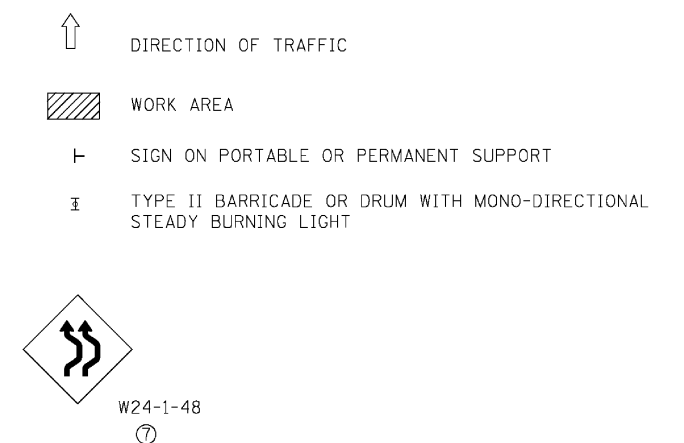 DIRECTION OF TRAFFIC
WORK AREA
SIGN ON PORTABLE OR PERMANENT SUPPORT
TYPE II BARRICADE OR DRUM WITH MONO-DIRECTIONAL
STEADY BURNING LIGHT
W24-1-48
7